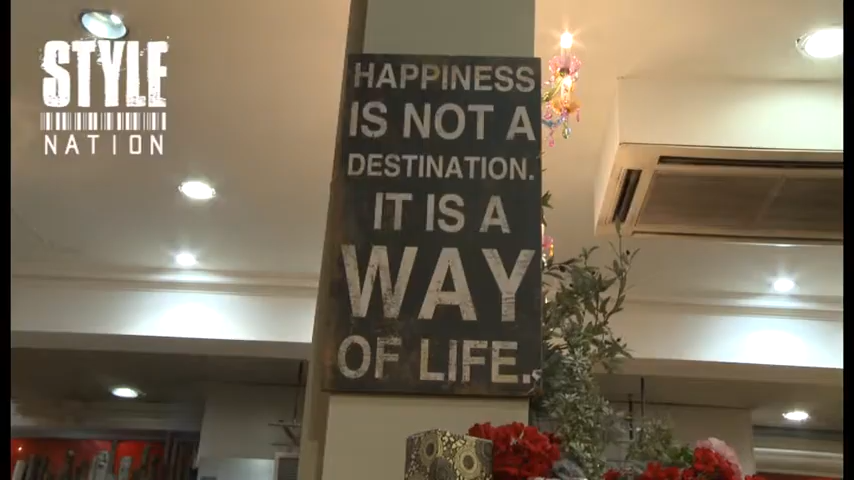 STYLE
NATION
HAPPINESS
IS NOT A
DESTINATION.
IT IS A
WAY
OF LIFE.